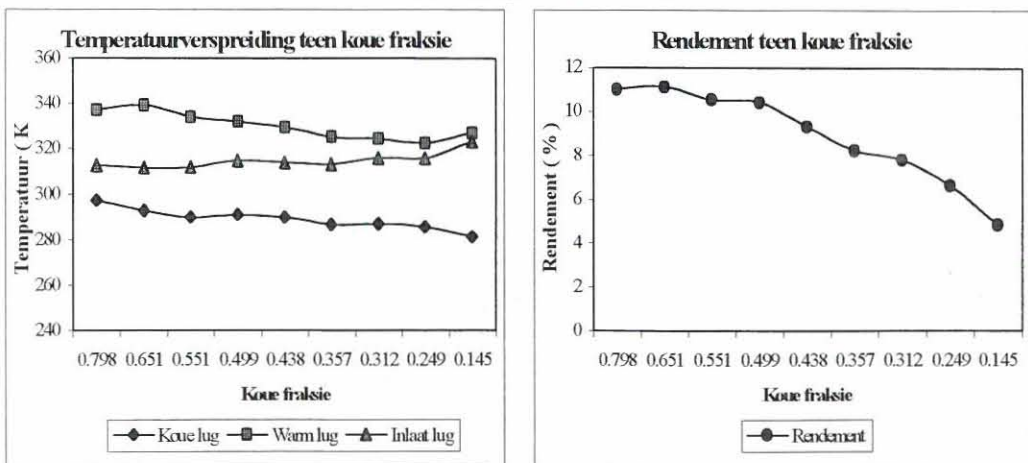 Temperatuurverspreiding teen koue fraksie
Temperatuur ( K
360
340
320
300
280
260
240
0.798 0.651 0.551 0.499 0.438 0.357 0.312 0.249 0.145
Koue fraksie
Koue lug Warm lug Inlaat lug
Rendement teen koue fraksie
Rendement ( % )
12
10
8
6
4
2
0
0.798 0.651 0.551 0.499 0.438 0.357 0.312 0.249 0.145
Koue fraksie
Rendement